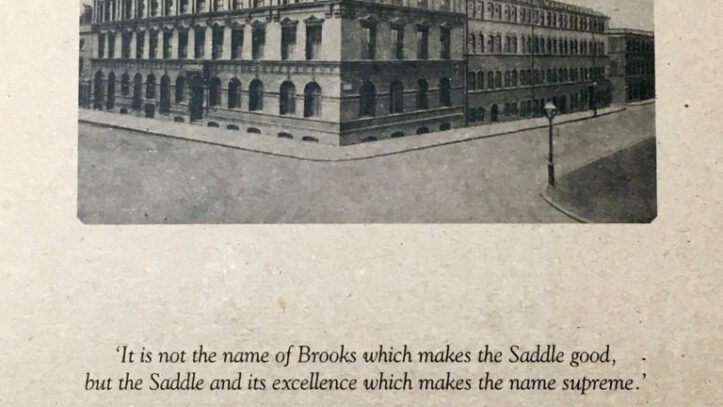 ‘It is not the name of Brooks which makes the Saddle good,
but the Saddle and its excellence which makes the name supreme.’